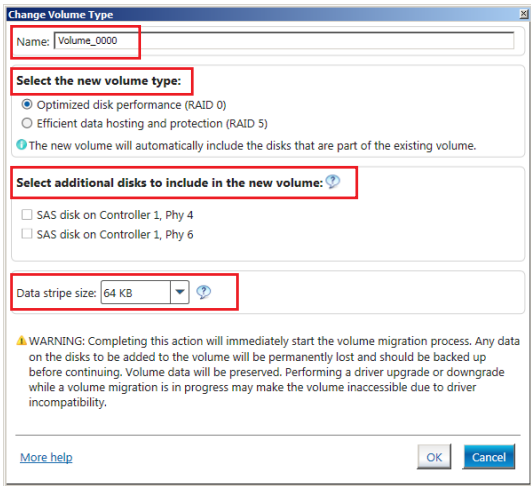 Change Volume Type
Name: Volume_0000
Select the new volume type:
Optimized disk performance (RAID 0)
Efficient data hosting and protection (RAID 5)
The new volume will automatically include the disks that are part of the existing volume.
Select additional disks to include in the new volume:
SAS disk on Controller 1, Phy 4
SAS disk on Controller 1, Phy 6
Data stripe size: 64 KB
WARNING: Completing this action will immediately start the volume migration process. Any data
on the disks to be added to the volume will be permanently lost and should be backed up
before continuing. Volume data will be preserved. Performing a driver upgrade or downgrade
while a volume migration is in progress may make the volume inaccessible due to driver
incompatibility.
More help OK Cancel